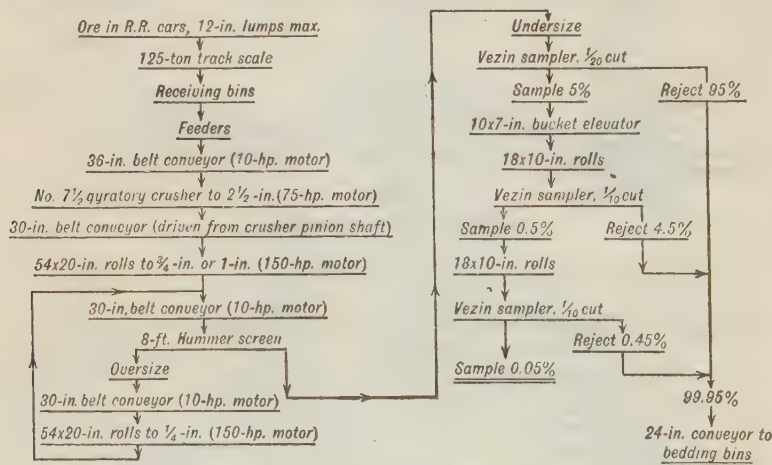 Ore in R.R. cars, 12-in. lumps max.
125-ton track scale
Receiving bins
Feeders
36-in. belt conveyor (10-hp. motor)
No. 7½ gyratory crusher to 2½-in. (75-hp. motor)
30-in. belt conveyor (driven from crusher pinion shaft)
54x20-in. rolls to ¾-in. or 1-in. (150-hp. motor)
30-in. belt conveyor (10-hp. motor)
8-ft. Hummer screen
Oversize
30-in. belt conveyor (10-hp. motor)
54x20-in. rolls to ¼-in. (150-hp. motor)
Undersize
Vezin sampler, 1/20 cut
Sample 5% Reject 95%
10x7-in. bucket elevator
18x10-in. rolls
Vezin sampler, 1/10 cut
Sample 0.5% Reject 4.5%
18x10-in. rolls
Vezin sampler, 1/10 cut
Reject 0.45%
Sample 0.05%
99.95%
24-in. conveyor to
bedding bins